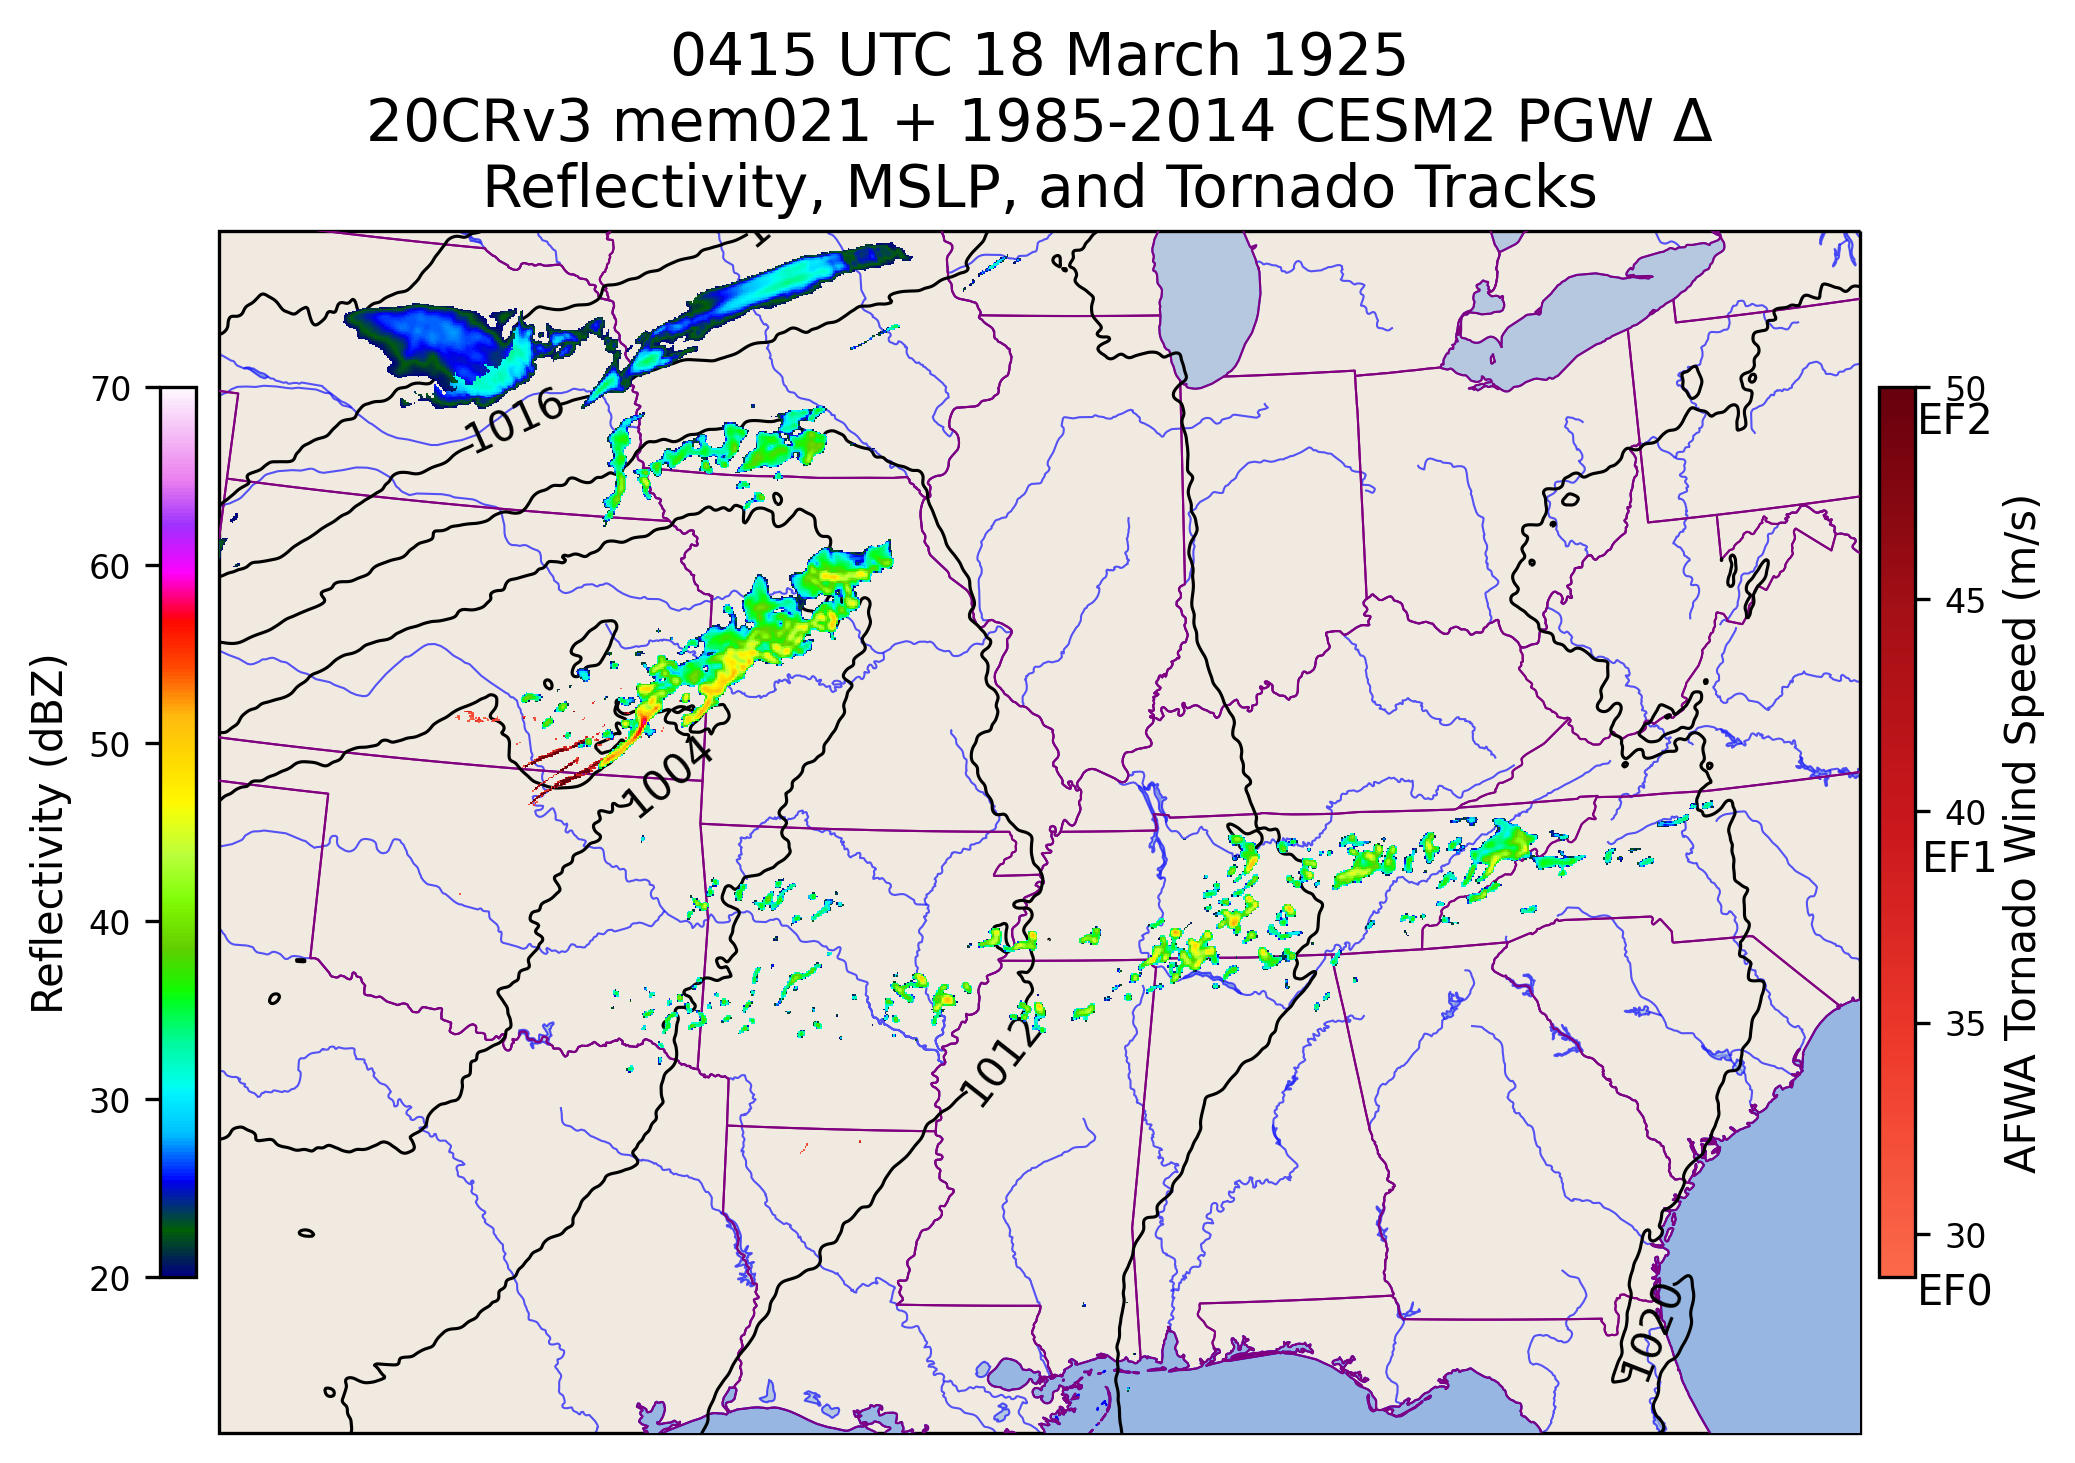 0415 UTC 18 March 1925
20CRv3 mem021 + 1985-2014 CESM2 PGW Δ
Reflectivity, MSLP, and Tornado Tracks
Reflectivity (dBZ)
70
60
50
40
30
20
1016
1004
1012
1020
50
EF2
45
40
EF1
35
30
EF0
AFWA Tornado Wind Speed (m/s)